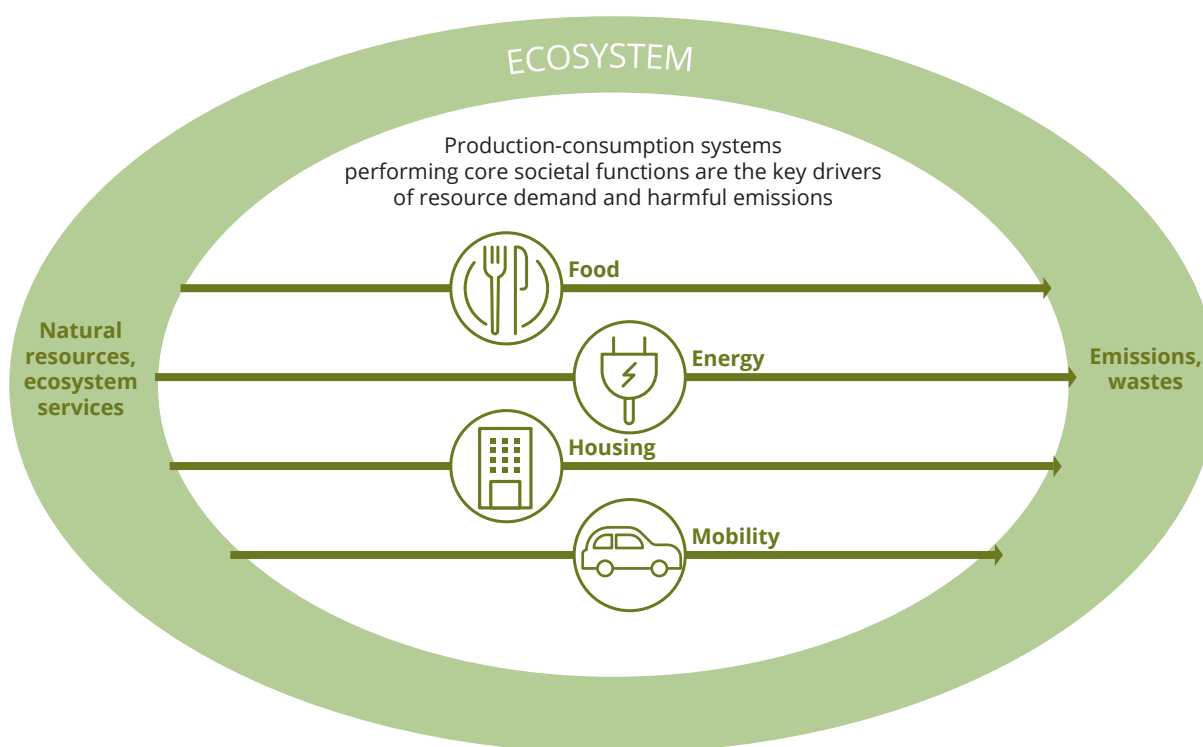 ECOSYSTEM
Production-consumption systems
performing core societal functions are the key drivers
of resource demand and harmful emissions
Food
Natural
resources,
ecosystem
services
Energy
Emissions,
wastes
Housing
Mobility